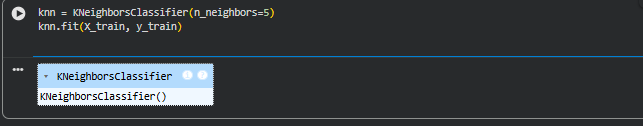 knn = KNeighborsClassifier(n_neighbors=5)
knn.fit(X_train, y_train)
KNeighborsClassifier
KNeighborsClassifier()